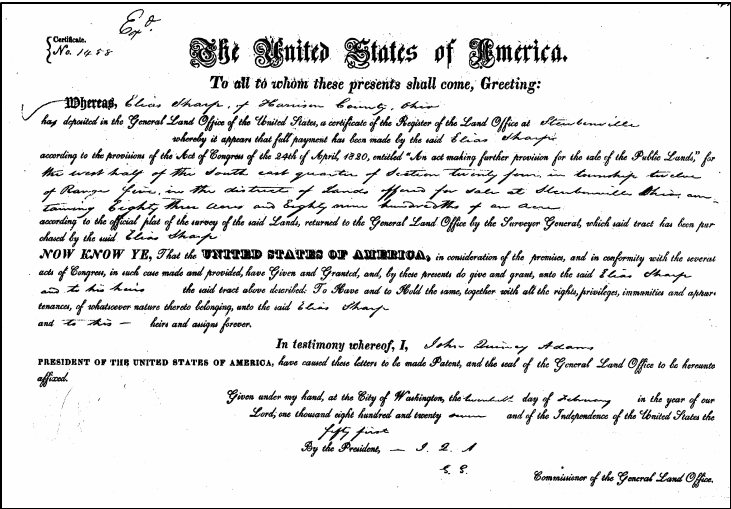 Exd.
Certificate.
No. 1458
The United States of America.
To all to whom these presents shall come, Greeting:
Whereas, Elias Sharp, of Harrison County, Ohio
has deposited in the General Land Office of the United States, a certificate of the Register of the Land Office at Steubenville
whereby it appears that full payment has been made by the said Elias Sharp
according to the provisions of the Act of Congress of the 24th of April, 1820, entitled "An act making further provision for the sale of the Public Lands," for
the west half of the South east quarter of Section twenty four, in township twelve
of Range five, in the district of Lands offered for sale at Steubenville Ohio, con-
taining Eighty three acres and Eighty nine hundredths of an acre
according to the official plat of the survey of the said Lands, returned to the General Land Office by the Surveyor General, which said tract has been pur
chased by the said Elias Sharp
NOW KNOW YE, That the UNITED STATES OF AMERICA, in consideration of the premises, and in conformity with the several
acts of Congress, in such case made and provided, have Given and Granted, and, by these presents do give and grant, unto the said Elias Sharp
and to his heirs the said tract above described: To Have and to Hold the same, together with all the rights, privileges, immunities and appur
tenances, of whatsoever nature thereto belonging, unto the said Elias Sharp
and to his — heirs and assigns forever.
In testimony whereof, I, John Quincy Adams
PRESIDENT OF THE UNITED STATES OF AMERICA, have caused these letters to be made Patent, and the seal of the General Land Office to be hereunto
affixed.
Given under my hand, at the City of Washington, the day of February in the year of our
Lord, one thousand eight hundred and twenty seven and of the Independence of the United States the
fifty first
By the President, — J. Q. A
G. G. Commissioner of the General Land Office.